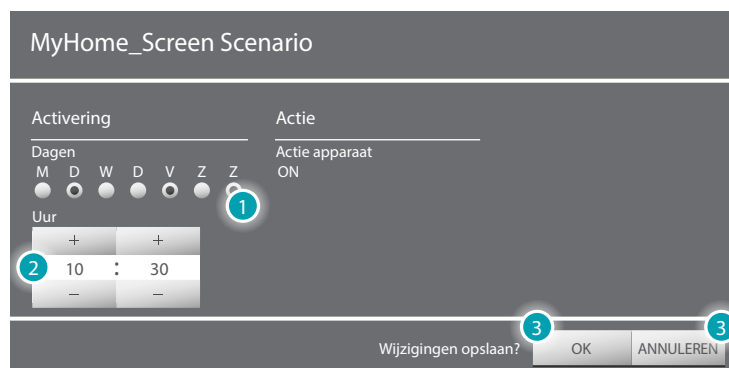 MyHome_Screen Scenario
Activering
Actie
Dagen
M D W D V Z Z
Actie apparaat
ON
1
Uur
+ +
2 10 : 30
– –
3 3
Wijzigingen opslaan? OK ANNULEREN